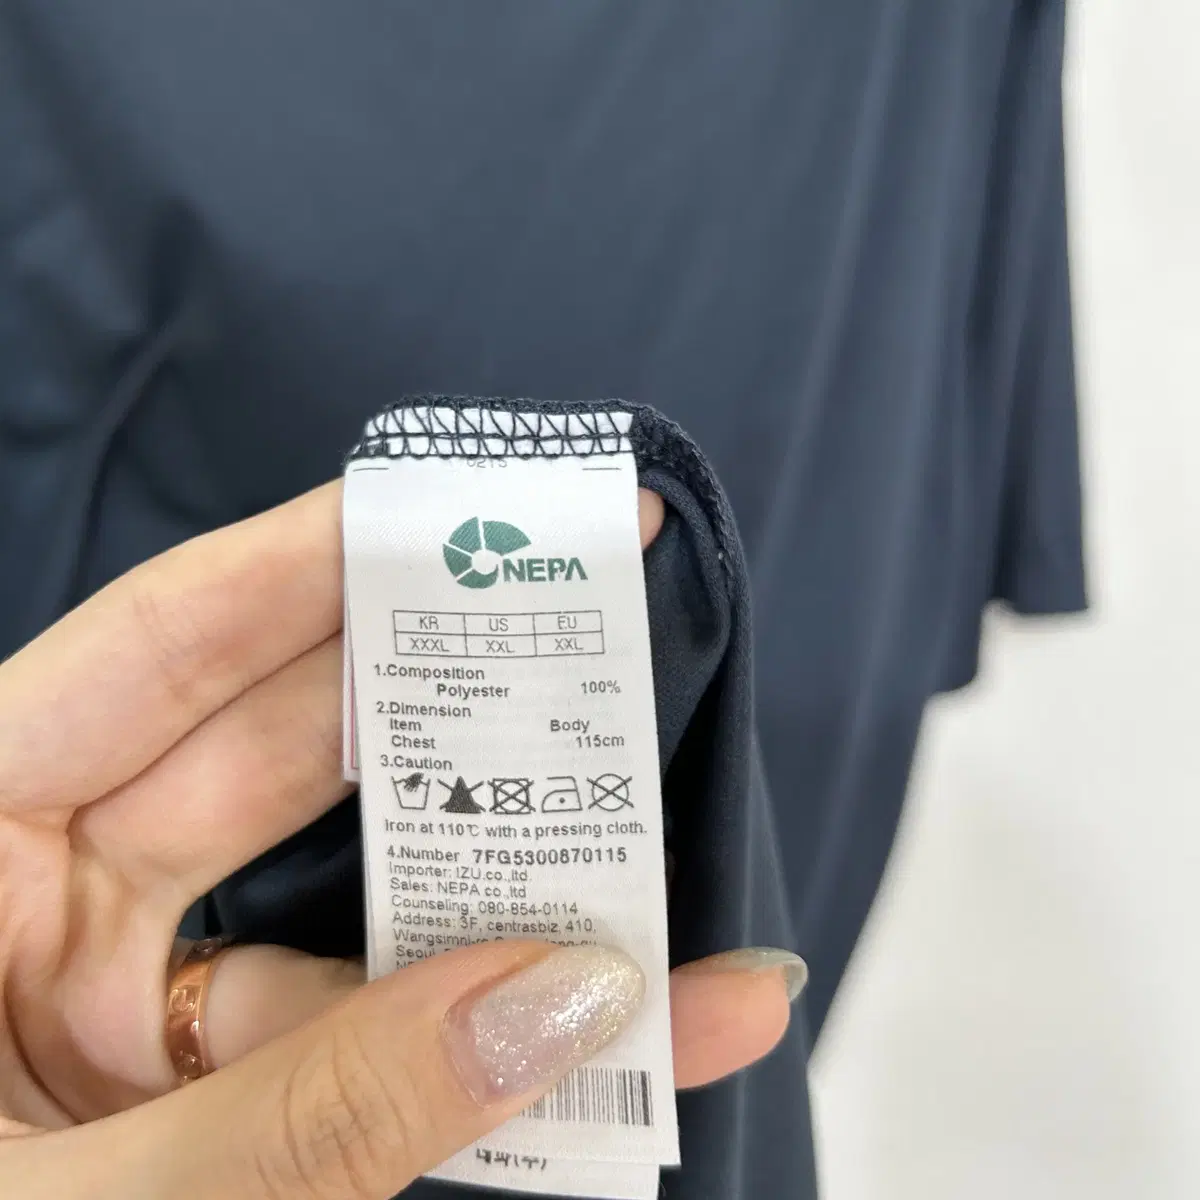 0215
NEPA
KR US EU
XXXL XXL XXL
1.Composition
Polyester 100%
2.Dimension
Item Body
Chest 115cm
3.Caution
Iron at 110℃ with a pressing cloth.
4.Number 7FG5300870115
Importer: IZU.co.,ltd.
Sales: NEPA co.,ltd
Counseling: 080-854-0114
Address: 3F, centrasbiz, 410,